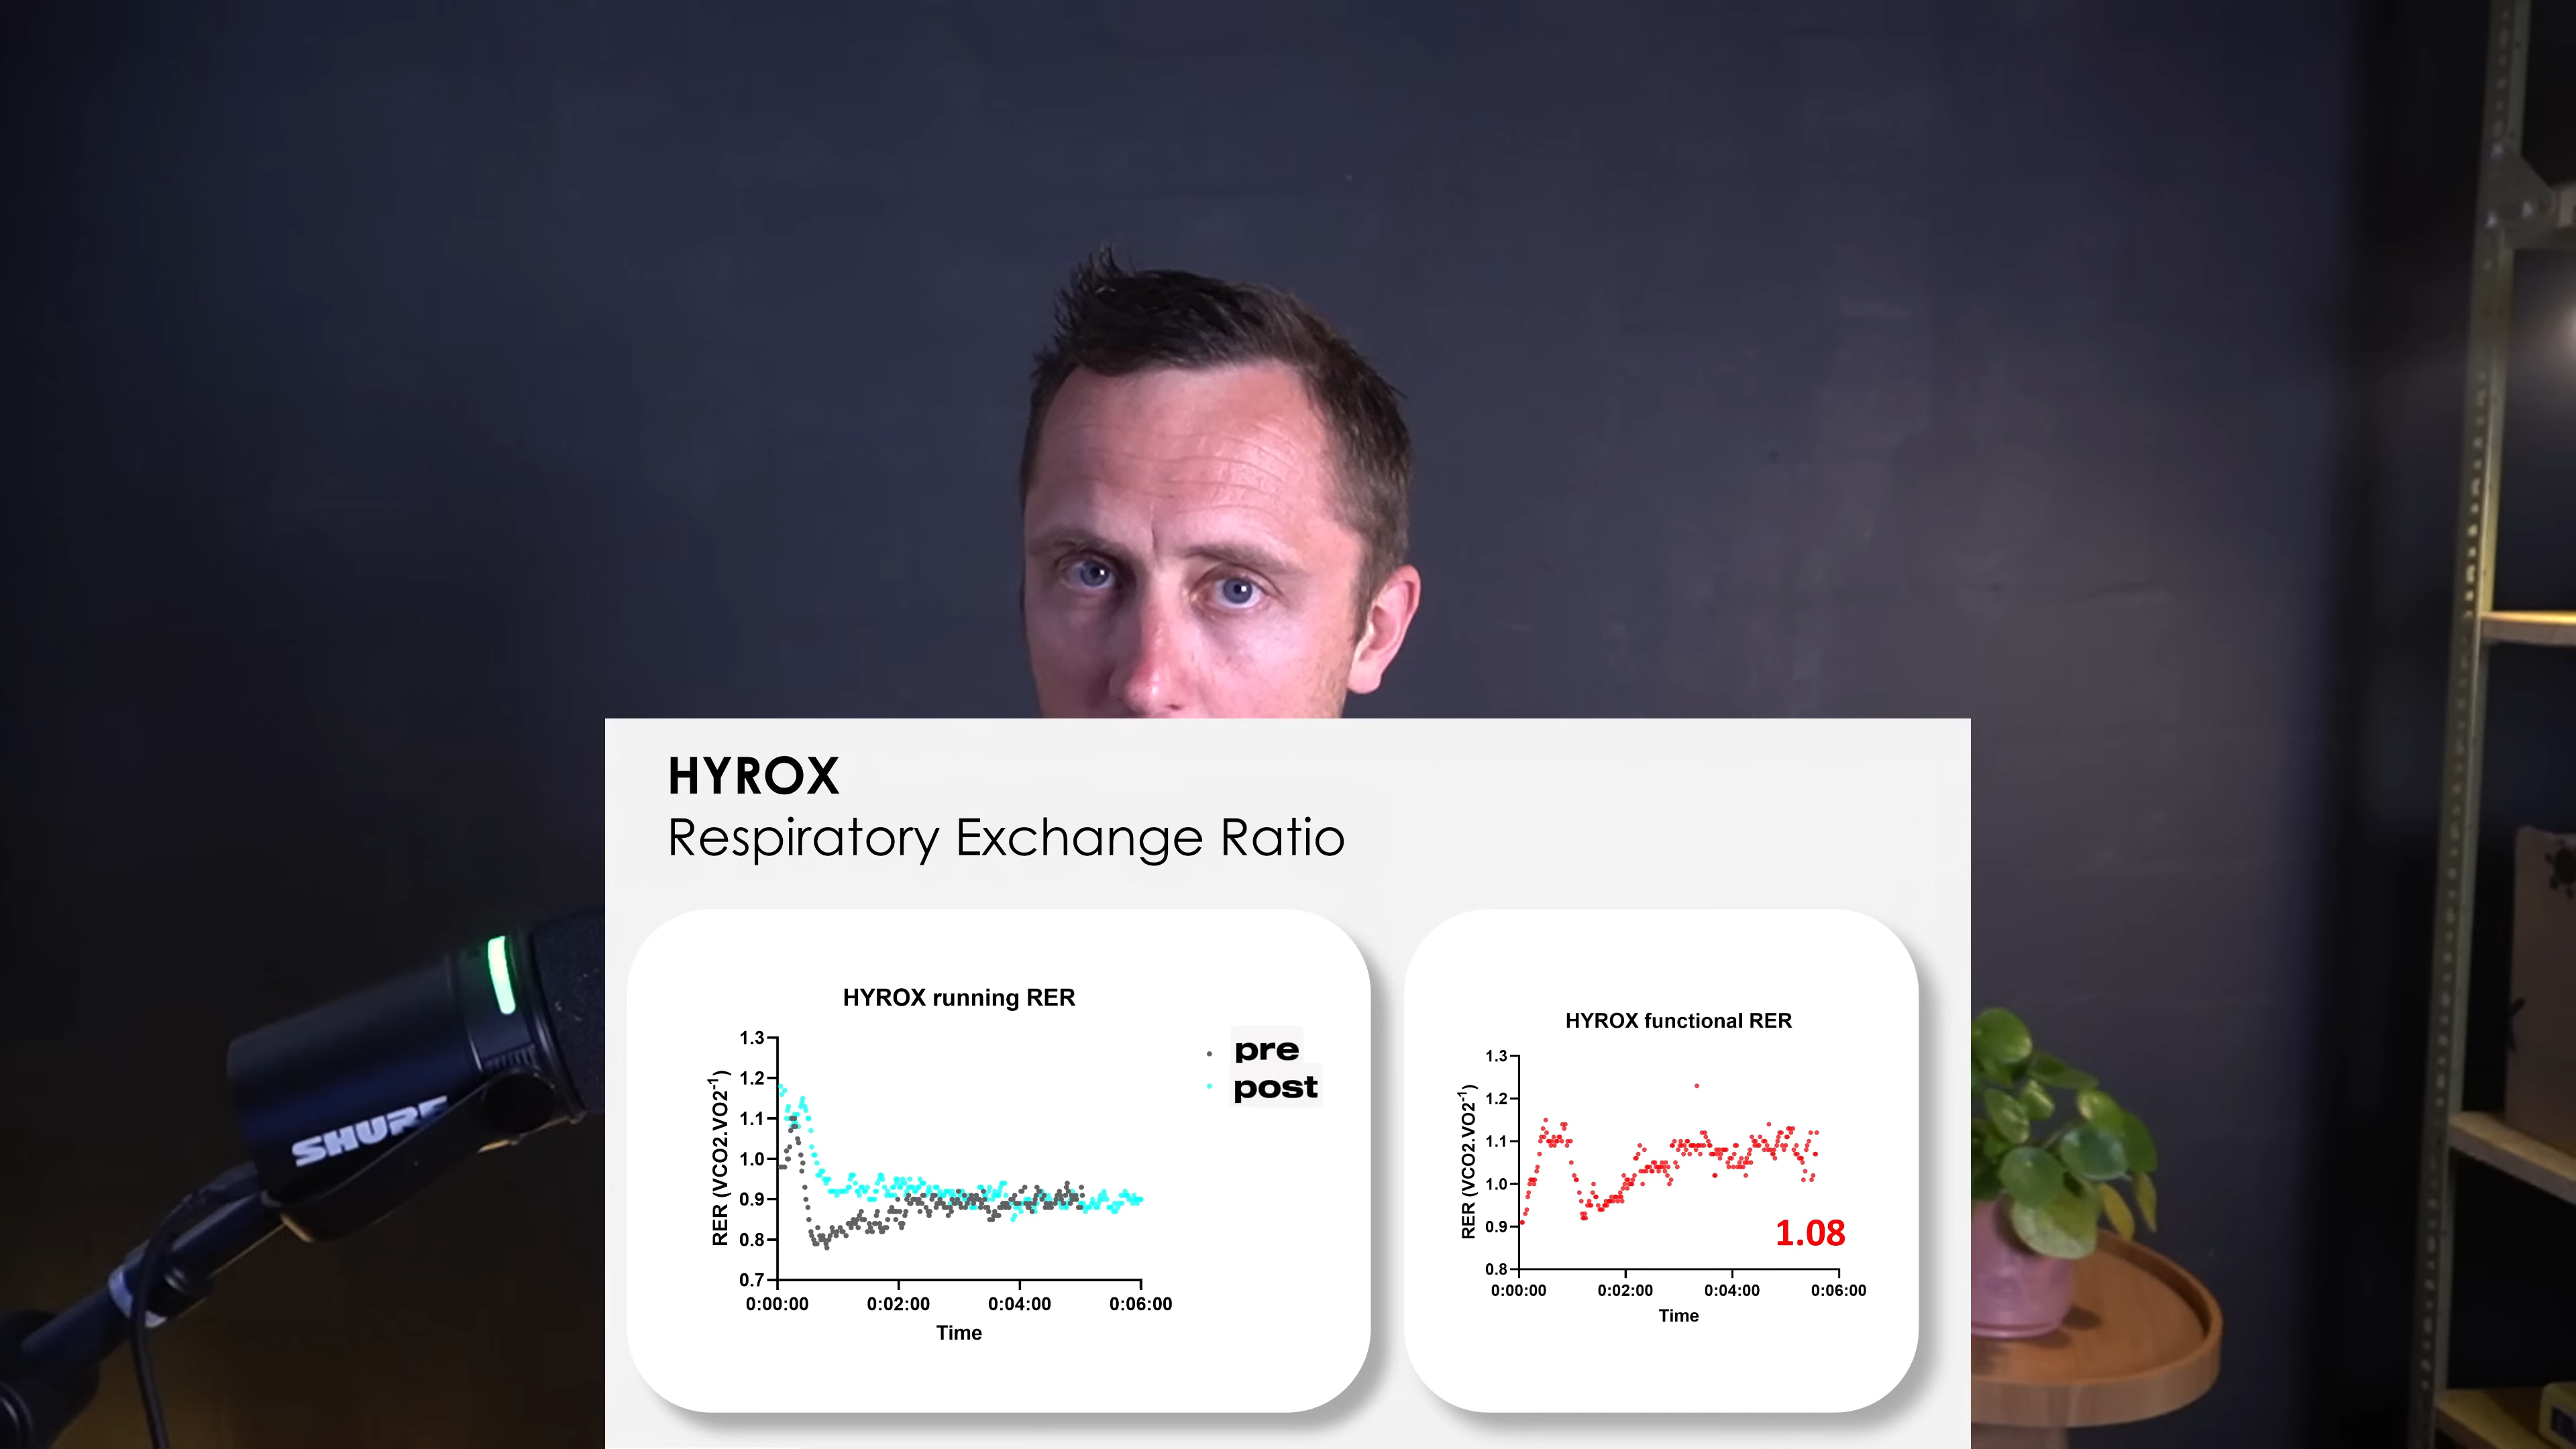 HYROX
Respiratory Exchange Ratio
HYROX running RER
1.3
1.2
1.1
1.0
0.9
0.8
0.7
RER (VCO2.VO2⁻¹)
0:00:00 0:02:00 0:04:00 0:06:00
Time
pre
post
HYROX functional RER
1.3
1.2
1.1
1.0
0.9
0.8
RER (VCO2.VO2⁻¹)
1.08
0:00:00 0:02:00 0:04:00 0:06:00
Time
SHURE